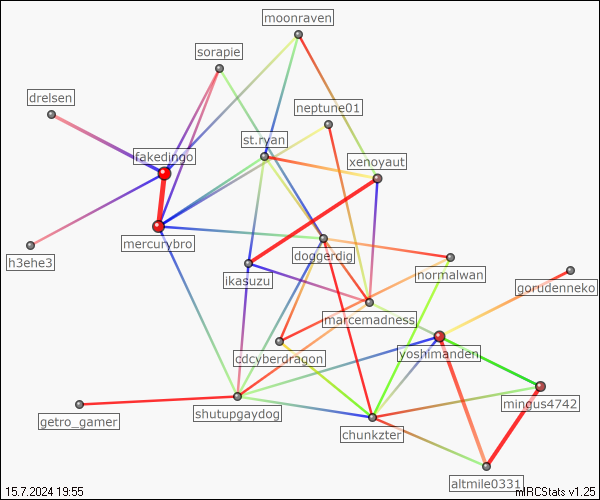 moonraven
sorapie
drelsen
neptune01
st.ryan
fakedingo
xenoyaut
mercurybro
h3ehe3
doggerdig
ikasuzu
normalwan
gorudenneko
marcemadness
cdcyberdragon
yoshimanden
mingus4742
getro_gamer
shutupgaydog
chunkzter
altmile0331
15.7.2024 19:55
mIRCStats v1.25